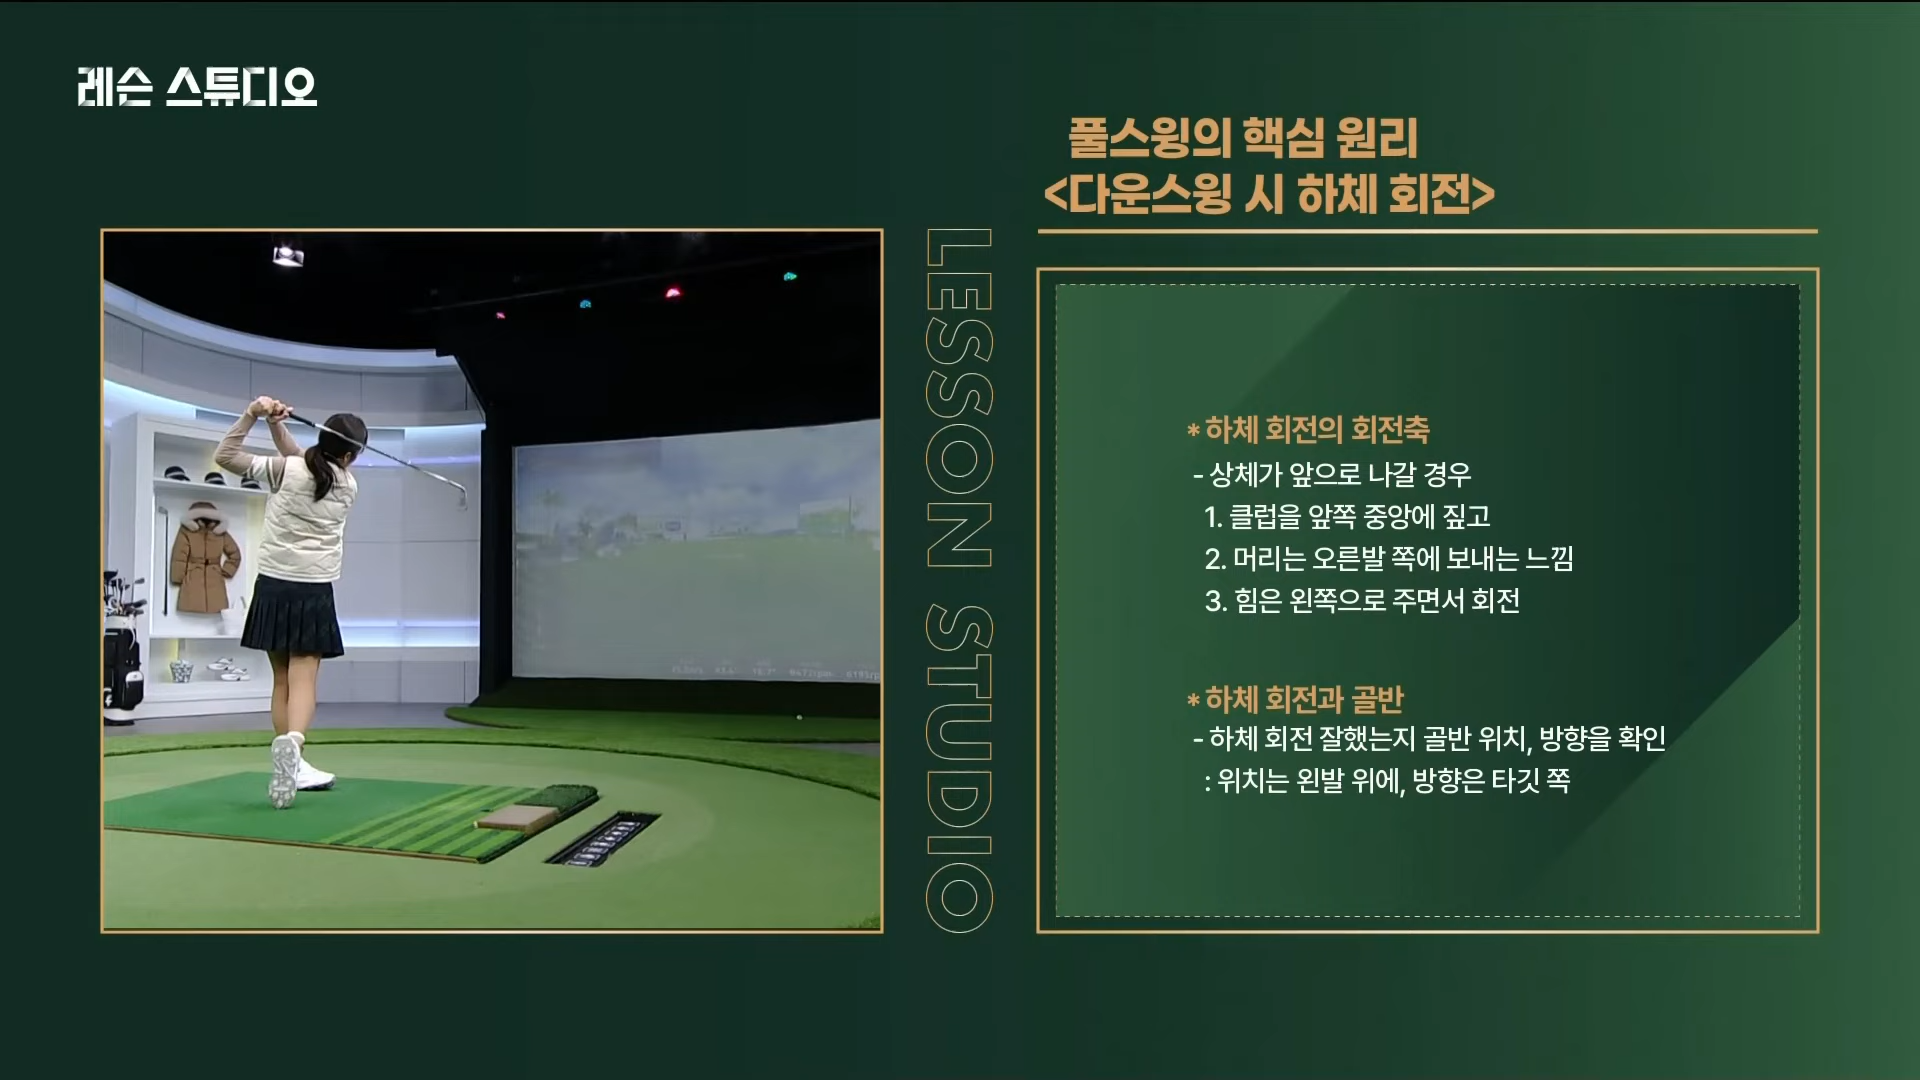 레슨 스튜디오
풀스윙의 핵심 원리
<다운스윙 시 하체 회전>
LESSON STUDIO
* 하체 회전의 회전축
- 상체가 앞으로 나갈 경우
1. 클럽을 앞쪽 중앙에 짚고
2. 머리는 오른발 쪽에 보내는 느낌
3. 힘은 왼쪽으로 주면서 회전
* 하체 회전과 골반
- 하체 회전 잘했는지 골반 위치, 방향을 확인
: 위치는 왼발 위에, 방향은 타깃 쪽